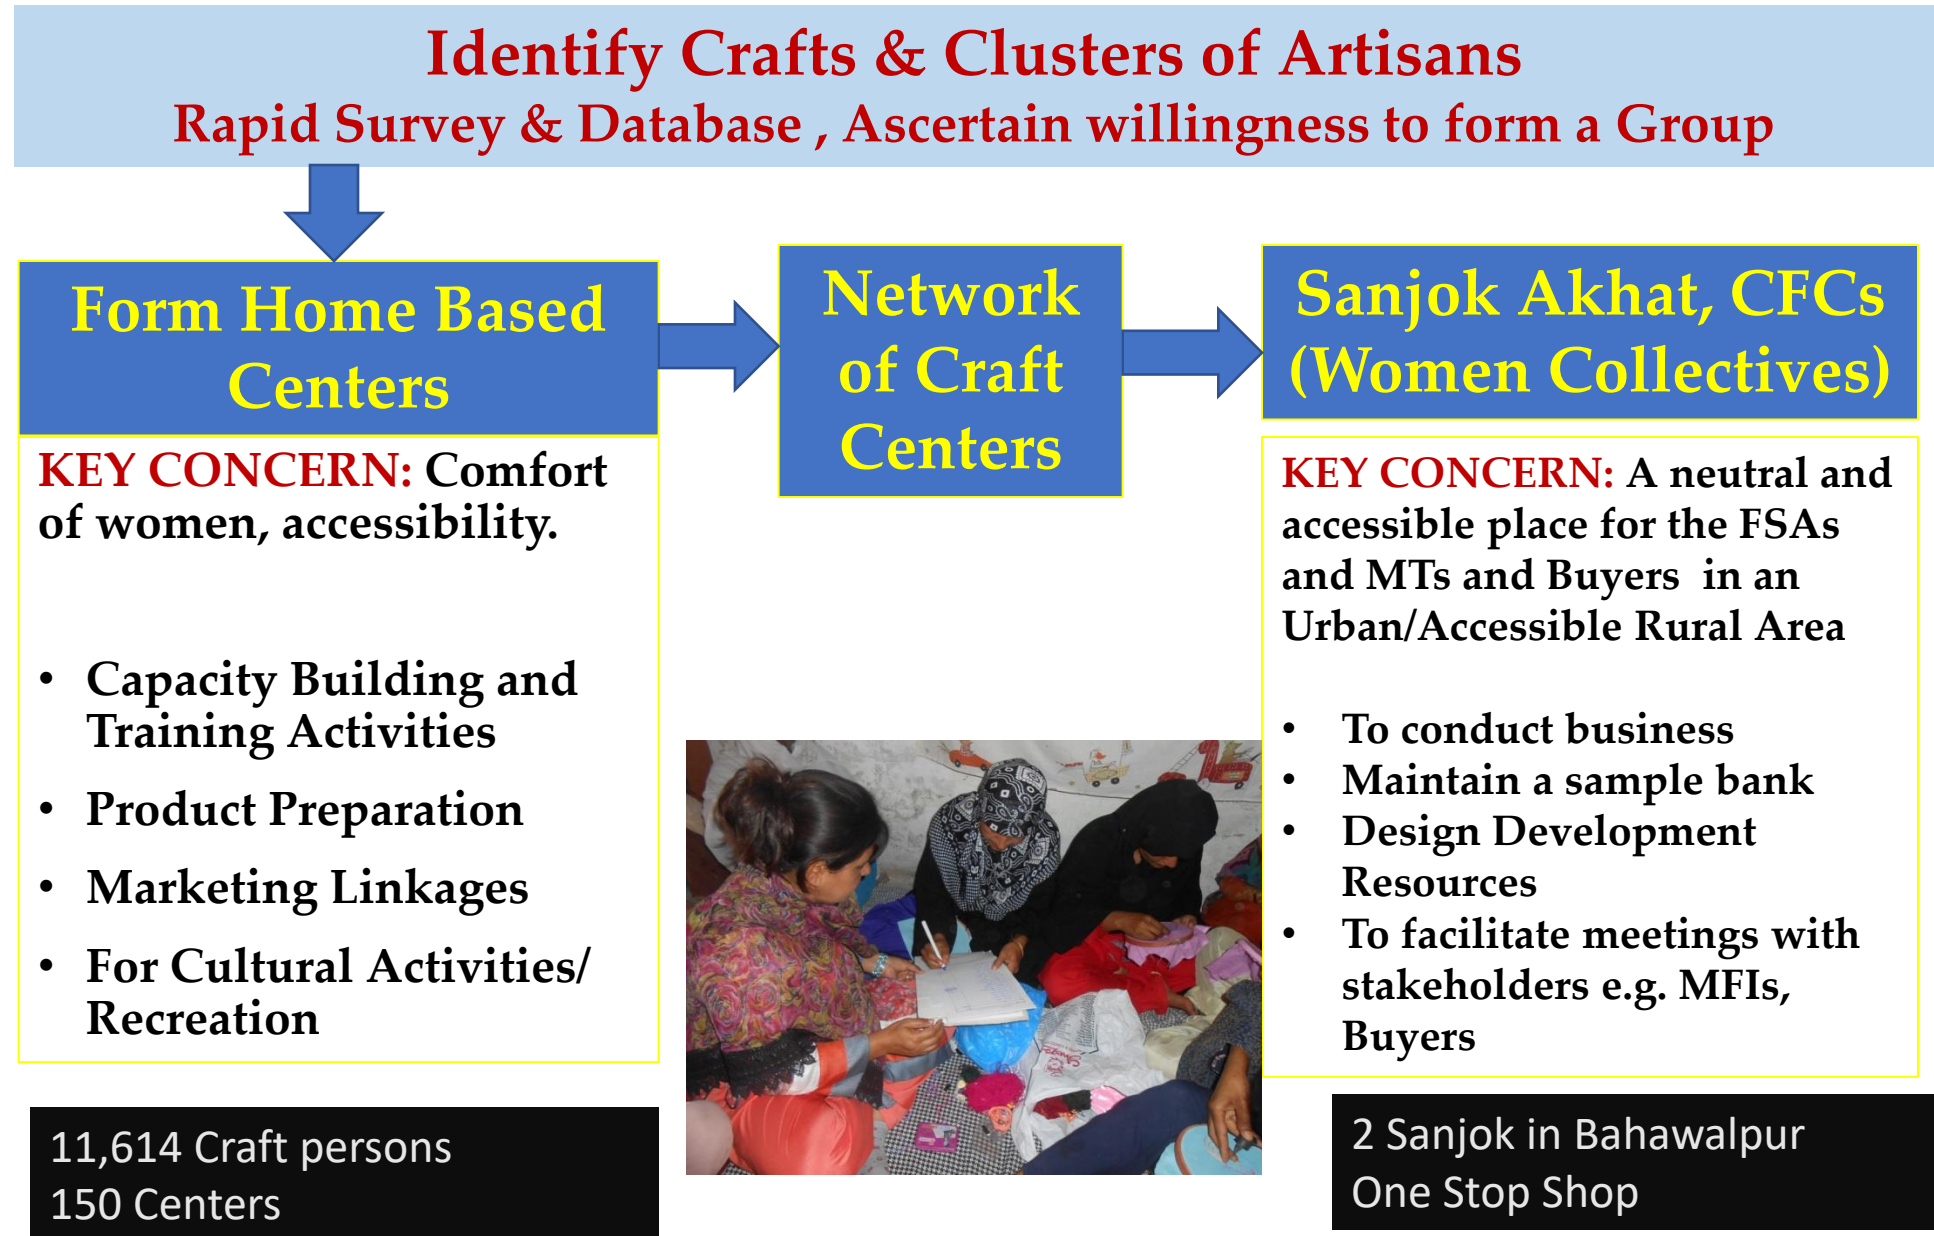 Identify Crafts & Clusters of Artisans
Rapid Survey & Database , Ascertain willingness to form a Group
Form Home Based
Centers
KEY CONCERN: Comfort
of women, accessibility.
• Capacity Building and
Training Activities
• Product Preparation
• Marketing Linkages
• For Cultural Activities/
Recreation
11,614 Craft persons
150 Centers
Network
of Craft
Centers
Sanjok Akhat, CFCs
(Women Collectives)
KEY CONCERN: A neutral and
accessible place for the FSAs
and MTs and Buyers  in an
Urban/Accessible Rural Area
• To conduct business
• Maintain a sample bank
• Design Development
Resources
• To facilitate meetings with
stakeholders e.g. MFIs,
Buyers
2 Sanjok in Bahawalpur
One Stop Shop